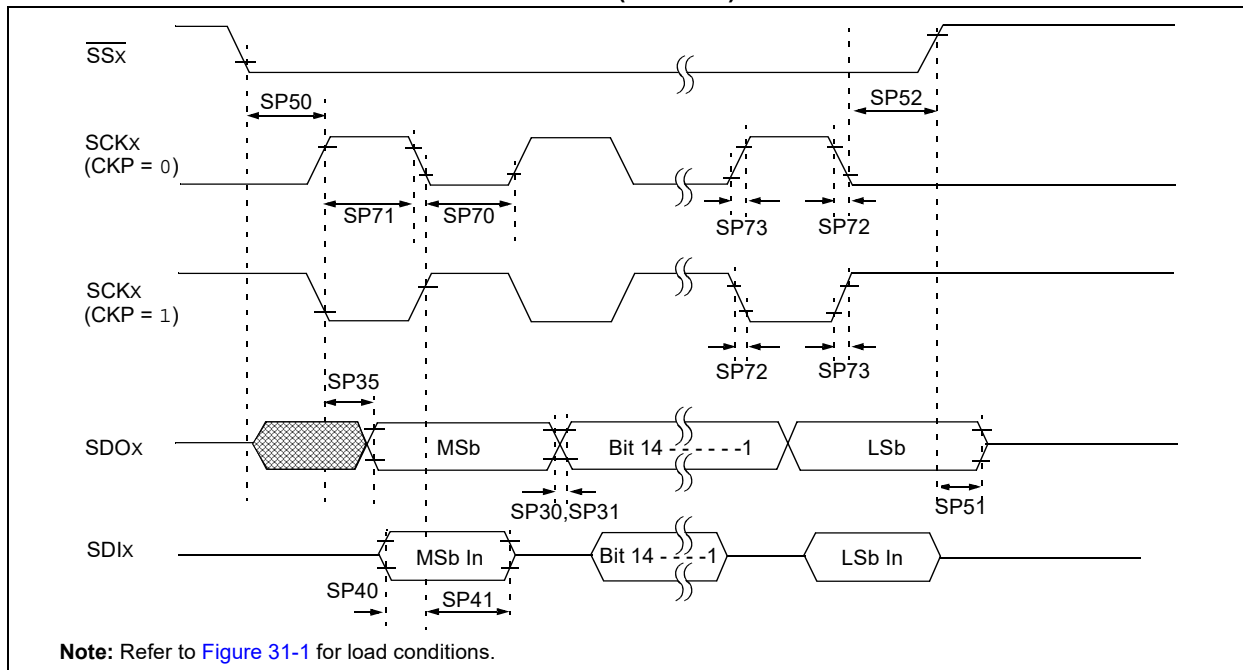 SSx
SP50
SP52
SCKx
(CKP = 0)
SP71
SP70
SP73
SP72
SCKx
(CKP = 1)
SP72
SP73
SP35
SDOx
MSb
Bit 14 - - - - - -1
LSb
SP30,SP31
SP51
SDIx
MSb In
Bit 14 - - - -1
LSb In
SP40
SP41
Note: Refer to Figure 31-1 for load conditions.